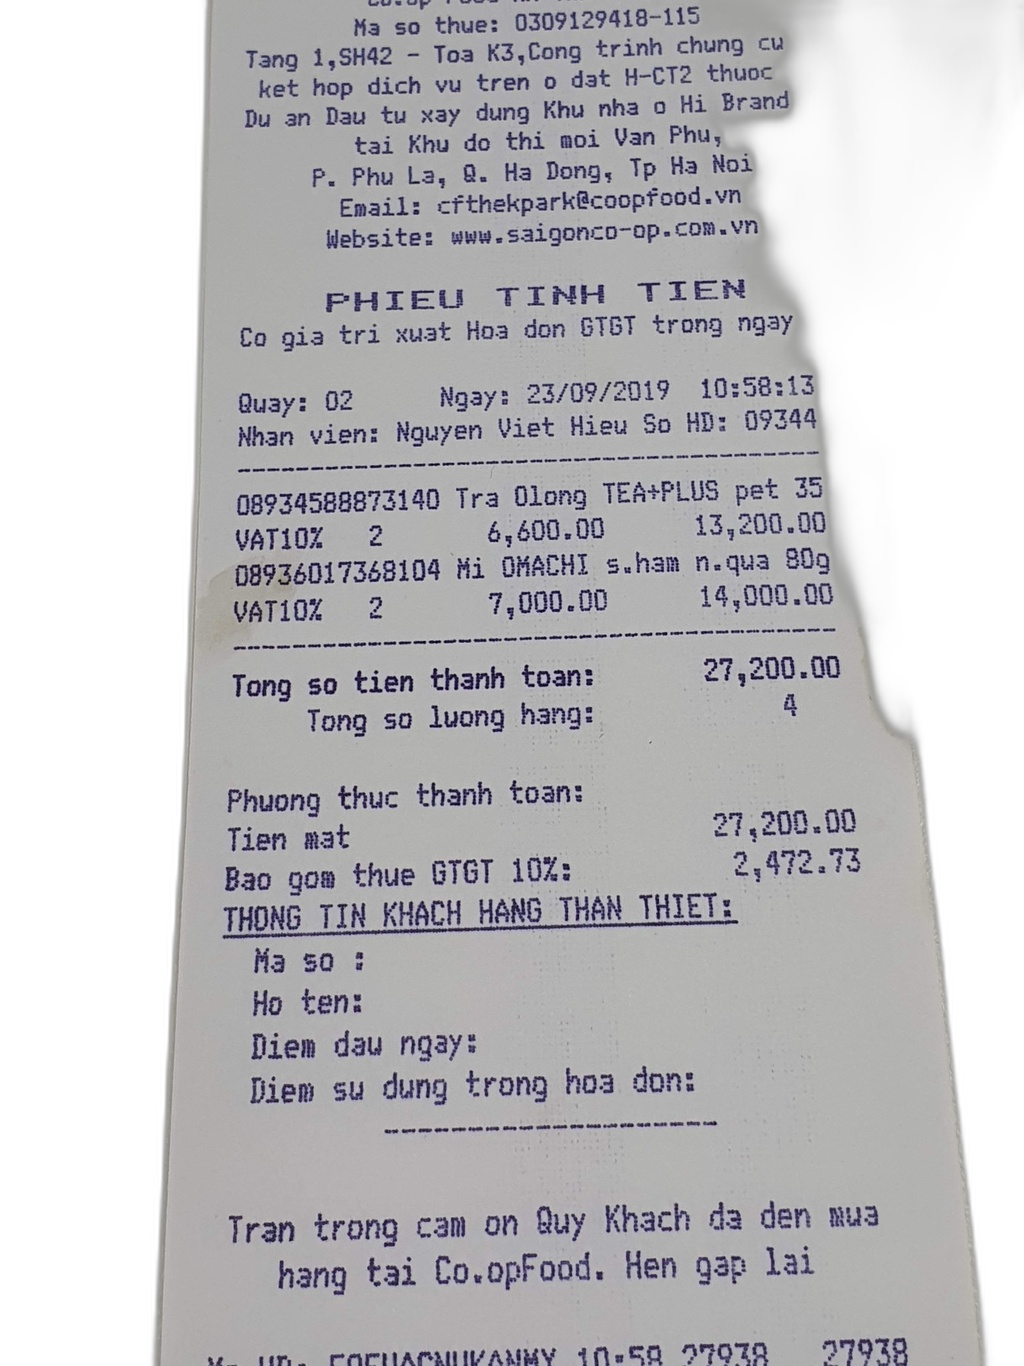 Ma so thue: 0309129418-115
Tang 1,SH42 - Toa K3,Cong trinh chung cu
ket hop dich vu tren o dat H-CT2 thuoc
Du an Dau tu xay dung Khu nha o Hi Brand
tai Khu do thi moi Van Phu,
P. Phu La, Q. Ha Dong, Tp Ha Noi
Email: cfthekpark@coopfood.vn
Website: www.saigonco-op.com.vn
PHIEU TINH TIEN
Co gia tri xuat Hoa don GTGT trong ngay
Quay: 02 Ngay: 23/09/2019 10:58:13
Nhan vien: Nguyen Viet Hieu So HD: 09344
----------------------------------------
08934588873140 Tra Olong TEA+PLUS pet 35
VAT10% 2 6,600.00 13,200.00
08936017368104 Mi OMACHI s.ham n.qua 80g
VAT10% 2 7,000.00 14,000.00
----------------------------------------
Tong so tien thanh toan: 27,200.00
Tong so luong hang: 4
Phuong thuc thanh toan:
Tien mat 27,200.00
Bao gom thue GTGT 10%: 2,472.73
THONG TIN KHACH HANG THAN THIET:
Ma so :
Ho ten:
Diem dau ngay:
Diem su dung trong hoa don:
-----------------------
Tran trong cam on Quy Khach da den mua
hang tai Co.opFood. Hen gap lai
10:58 27938 27938